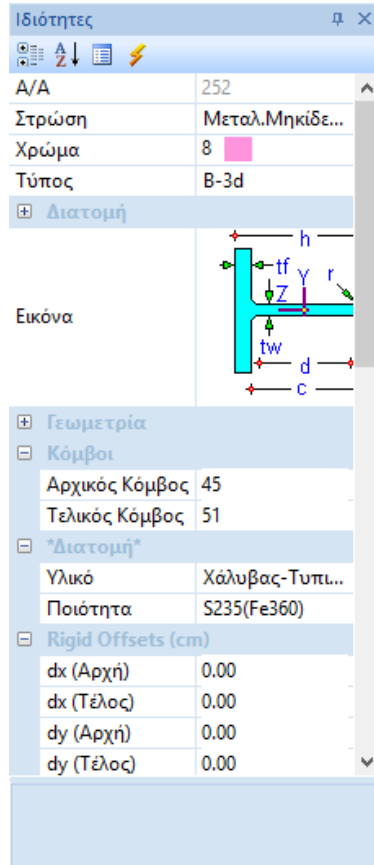 Ιδιότητες
A/A 252
Στρώση Μεταλ.Μηκίδε...
Χρώμα 8
Τύπος B-3d
Διατομή
Εικόνα
h
tf Y r
Z
tw
d
c
Γεωμετρία
Κόμβοι
Αρχικός Κόμβος 45
Τελικός Κόμβος 51
*Διατομή*
Υλικό Χάλυβας-Τυπι...
Ποιότητα S235(Fe360)
Rigid Offsets (cm)
dx (Αρχή) 0.00
dx (Τέλος) 0.00
dy (Αρχή) 0.00
dy (Τέλος) 0.00